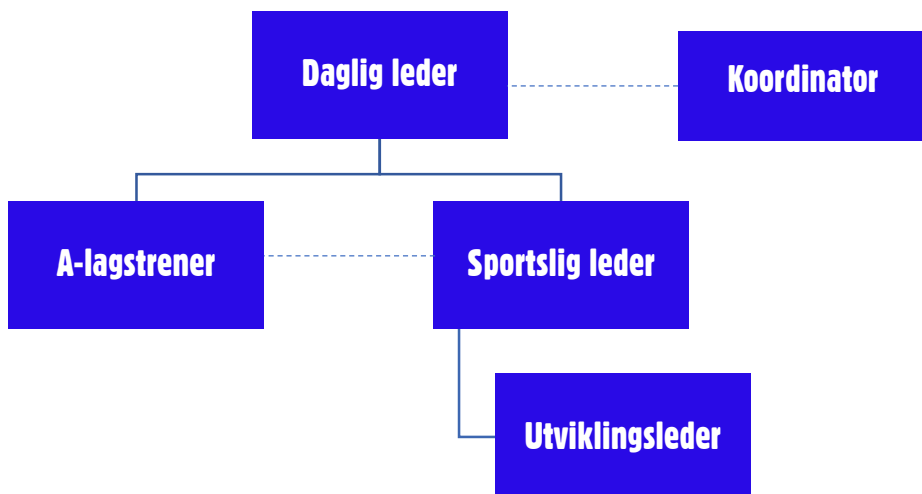 Daglig leder
Koordinator
A-lagstrener
Sportslig leder
Utviklingsleder